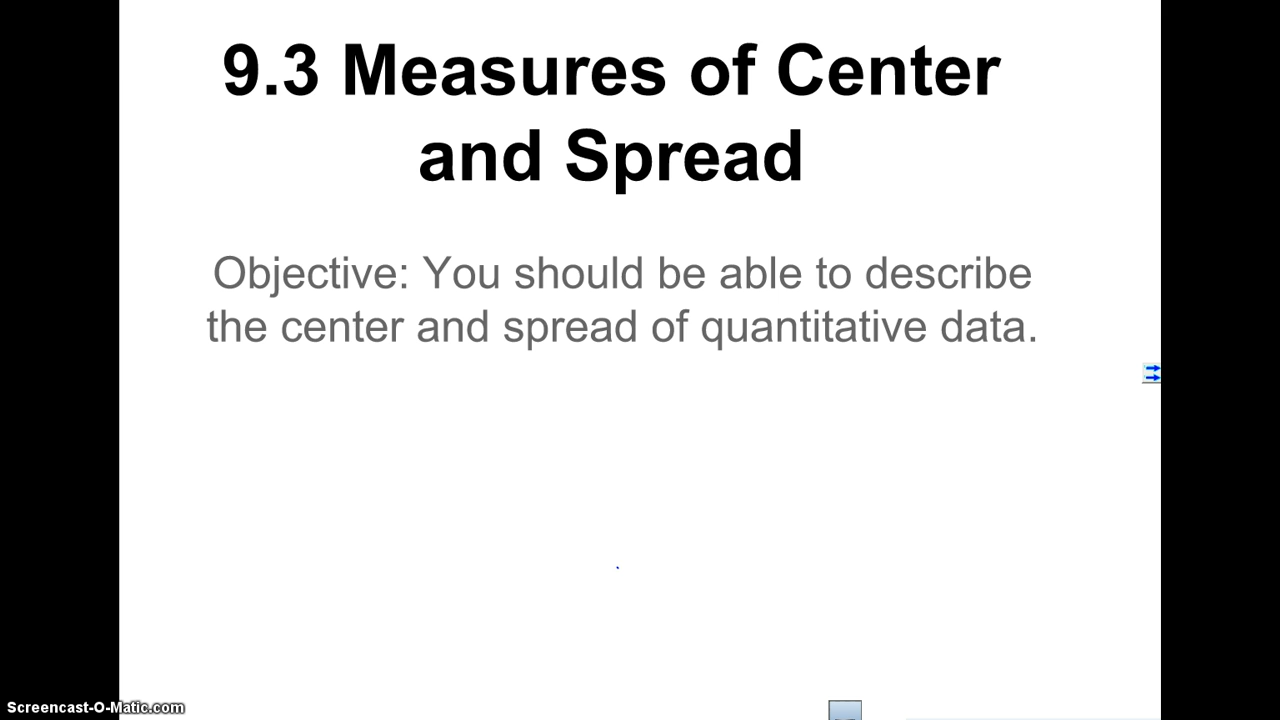 9.3 Measures of Center
and Spread
Objective: You should be able to describe
the center and spread of quantitative data.
Screencast-O-Matic.com